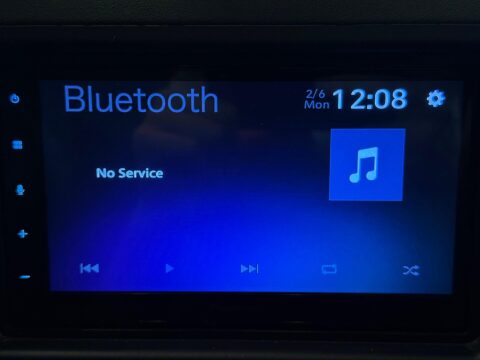 Bluetooth
2/6
Mon 12:08
No Service